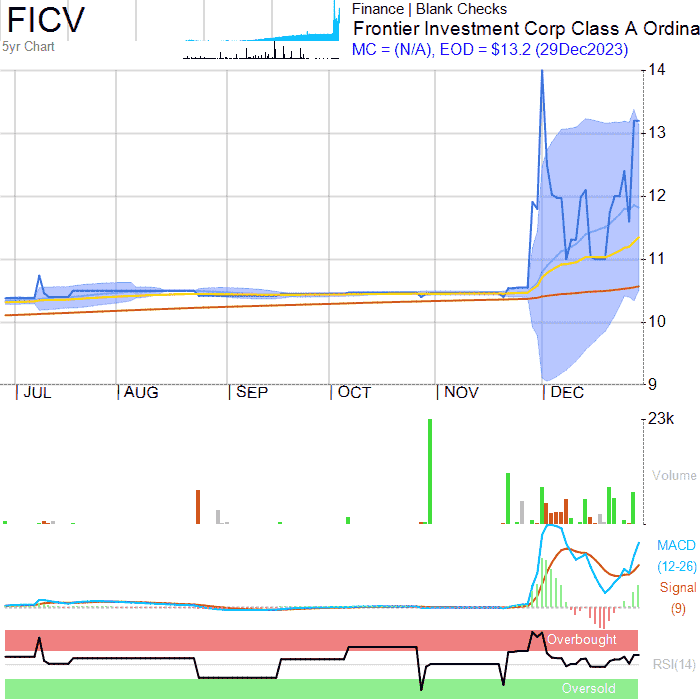 FICV
5yr Chart
Finance | Blank Checks
Frontier Investment Corp Class A Ordina
MC = (N/A), EOD = $13.2 (29Dec2023)
14
13
12
11
10
9
JUL AUG SEP OCT NOV DEC
23k
Volume
MACD
(12-26)
Signal
(9)
Overbought
RSI(14)
Oversold